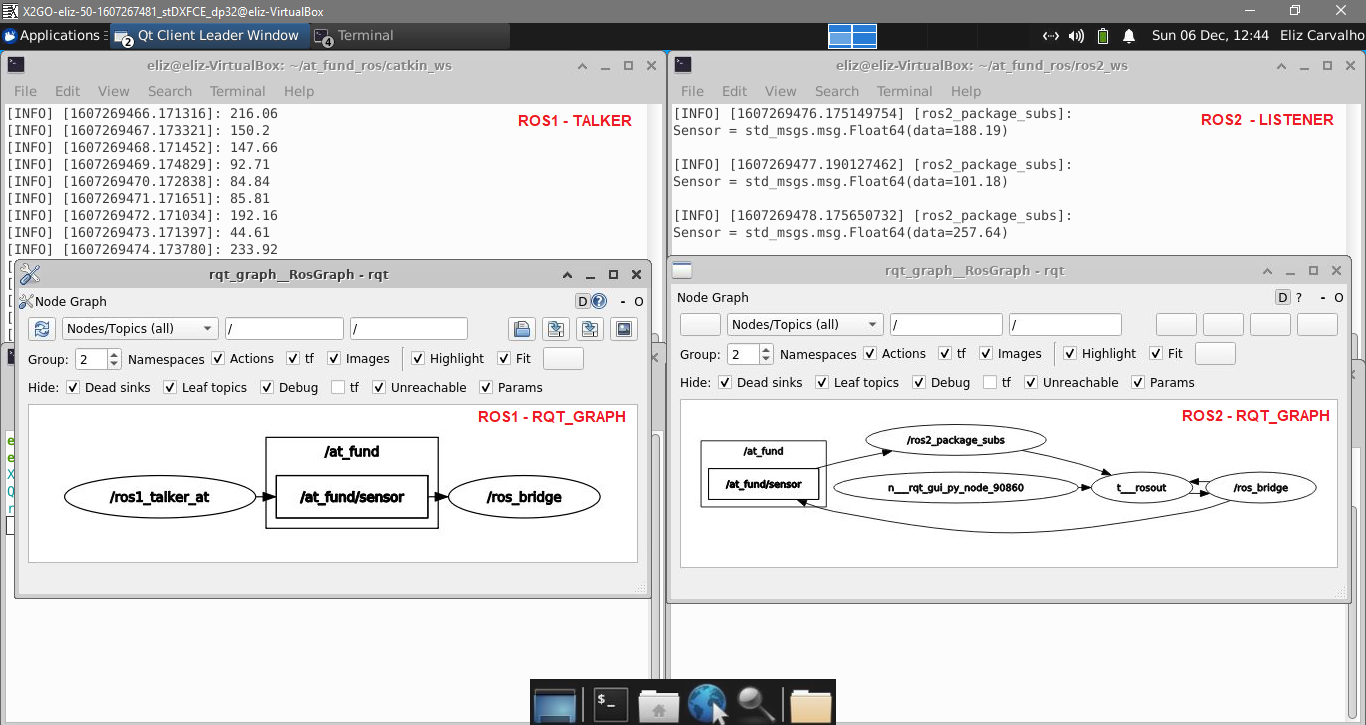 X2GO-eliz-50-1607267481_stDXFCE_dp32@eliz-VirtualBox
Applications
2 Qt Client Leader Window
4 Terminal
Sun 06 Dec, 12:44 Eliz Carvalho
eliz@eliz-VirtualBox: ~/at_fund_ros/catkin_ws
File Edit View Search Terminal Help
[INFO] [1607269466.171316]: 216.06
ROS1 - TALKER
[INFO] [1607269467.173321]: 150.2
[INFO] [1607269468.171452]: 147.66
[INFO] [1607269469.174829]: 92.71
[INFO] [1607269470.172838]: 84.84
[INFO] [1607269471.171651]: 85.81
[INFO] [1607269472.171034]: 192.16
[INFO] [1607269473.171397]: 44.61
[INFO] [1607269474.173780]: 233.92
eliz@eliz-VirtualBox: ~/at_fund_ros/ros2_ws
File Edit View Search Terminal Help
[INFO] [1607269476.175149754] [ros2_package_subs]:
ROS2 - LISTENER
Sensor = std_msgs.msg.Float64(data=188.19)
[INFO] [1607269477.190127462] [ros2_package_subs]:
Sensor = std_msgs.msg.Float64(data=101.18)
[INFO] [1607269478.175650732] [ros2_package_subs]:
Sensor = std_msgs.msg.Float64(data=257.64)
rqt_graph__RosGraph - rqt
Node Graph
D ? - O
Nodes/Topics (all) / /
Group: 2 Namespaces Actions tf Images Highlight Fit
Hide: Dead sinks Leaf topics Debug tf Unreachable Params
ROS1 - RQT_GRAPH
/at_fund
/ros1_talker_at
/at_fund/sensor
/ros_bridge
rqt_graph__RosGraph - rqt
Node Graph
D ? - O
Nodes/Topics (all) / /
Group: 2 Namespaces Actions tf Images Highlight Fit
Hide: Dead sinks Leaf topics Debug tf Unreachable Params
ROS2 - RQT_GRAPH
/ros2_package_subs
/at_fund
/at_fund/sensor
n___rqt_gui_py_node_90860
t___rosout
/ros_bridge